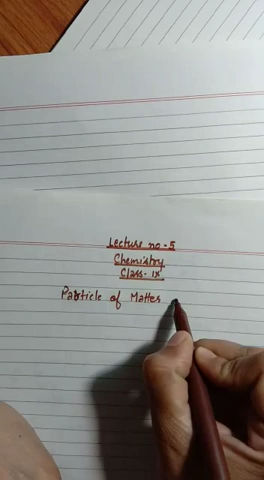 Lecture no - 5
Chemistry
Class - IX
Particle of Matter